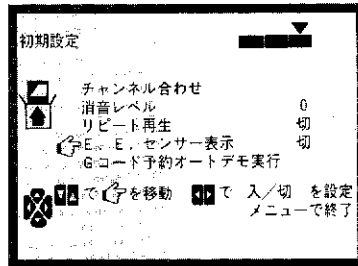 初期設定
チャンネル合わせ
消音レベル 0
リピート再生 切
E．E．センサー表示 切
Gコード予約オートデモ実行
で を移動 で 入／切 を設定
メニューで終了